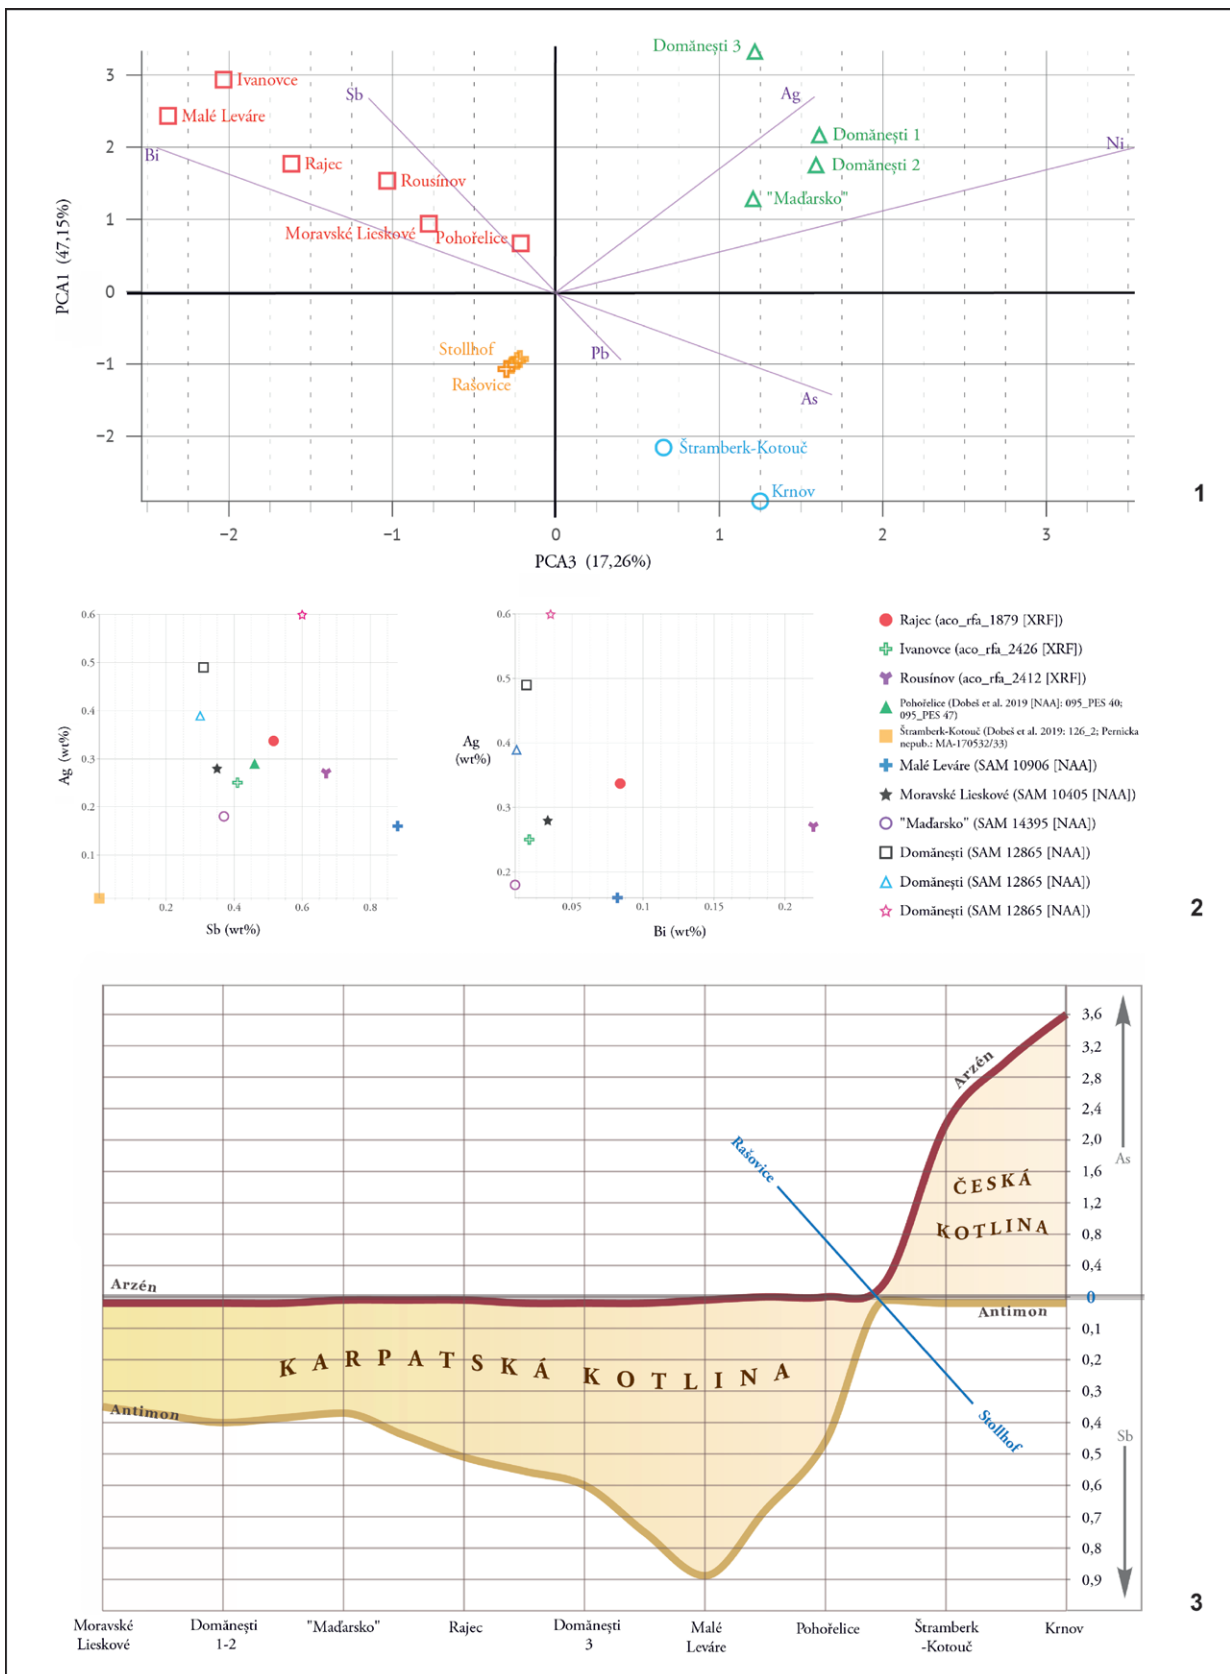 Domănești 3
3
Ivanovce
Sb
Ag
Malé Leváre
Domănești 1
2
Bi
Ni
Rajec
Domănești 2
Rousínov
"Maďarsko"
1
Moravské Lieskové
Pohořelice
PCA1 (47,15%)
0
Stollhof
Pb
−1
Rašovice
As
−2
Štramberk-Kotouč
Krnov
1
−2
−1
0
1
2
3
PCA3 (17,26%)
0.6
0.5
0.4
0.3
0.2
0.1
Ag (wt%)
0.2
0.4
0.6
0.8
Sb (wt%)
0.6
0.5
0.4
0.3
0.2
Ag
(wt%)
0.05
0.1
0.15
0.2
Bi (wt%)
Rajec (aco_rfa_1879 [XRF])
Ivanovce (aco_rfa_2426 [XRF])
Rousínov (aco_rfa_2412 [XRF])
Pohořelice (Dobeš et al. 2019 [NAA]: 095_PES 40;
095_PES 47)
Štramberk-Kotouč (Dobeš et al. 2019: 126_2; Pernicka
nepub.: MA-170532/33)
Malé Leváre (SAM 10906 [NAA])
Moravské Lieskové (SAM 10405 [NAA])
"Maďarsko" (SAM 14395 [NAA])
Domănești (SAM 12865 [NAA])
Domănești (SAM 12865 [NAA])
Domănești (SAM 12865 [NAA])
2
3,6
3,2
2,8
2,4
2,0
1,6
1,2
0,8
0,4
0
0,1
0,2
0,3
0,4
0,5
0,6
0,7
0,8
0,9
As
Sb
Arzén
Rašovice
ČESKÁ
KOTLINA
Arzén
Antimon
KARPATSKÁ KOTLINA
Antimon
Stollhof
3
Moravské
Lieskové
Domănești
1-2
"Maďarsko"
Rajec
Domănești
3
Malé
Leváre
Pohořelice
Štramberk
-Kotouč
Krnov